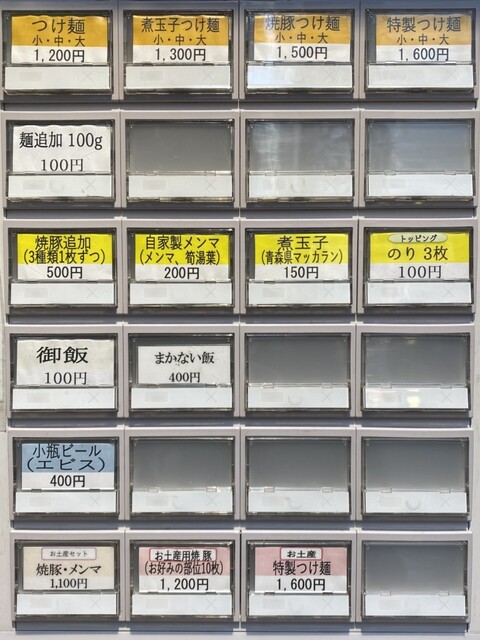 つけ麺
小・中・大
1,200円
煮玉子つけ麺
小・中・大
1,300円
焼豚つけ麺
小・中・大
1,500円
特製つけ麺
小・中・大
1,600円
麺追加 100g
100円
焼豚追加
(3種類1枚ずつ)
500円
自家製メンマ
(メンマ、筍湯葉)
200円
煮玉子
(青森県マッカラン)
150円
トッピング
のり 3枚
100円
御飯
100円
まかない飯
400円
小瓶ビール
(エビス)
400円
お土産セット
焼豚・メンマ
1,100円
お土産用焼 豚
(お好みの部位10枚)
1,200円
お土産
特製つけ麺
1,600円